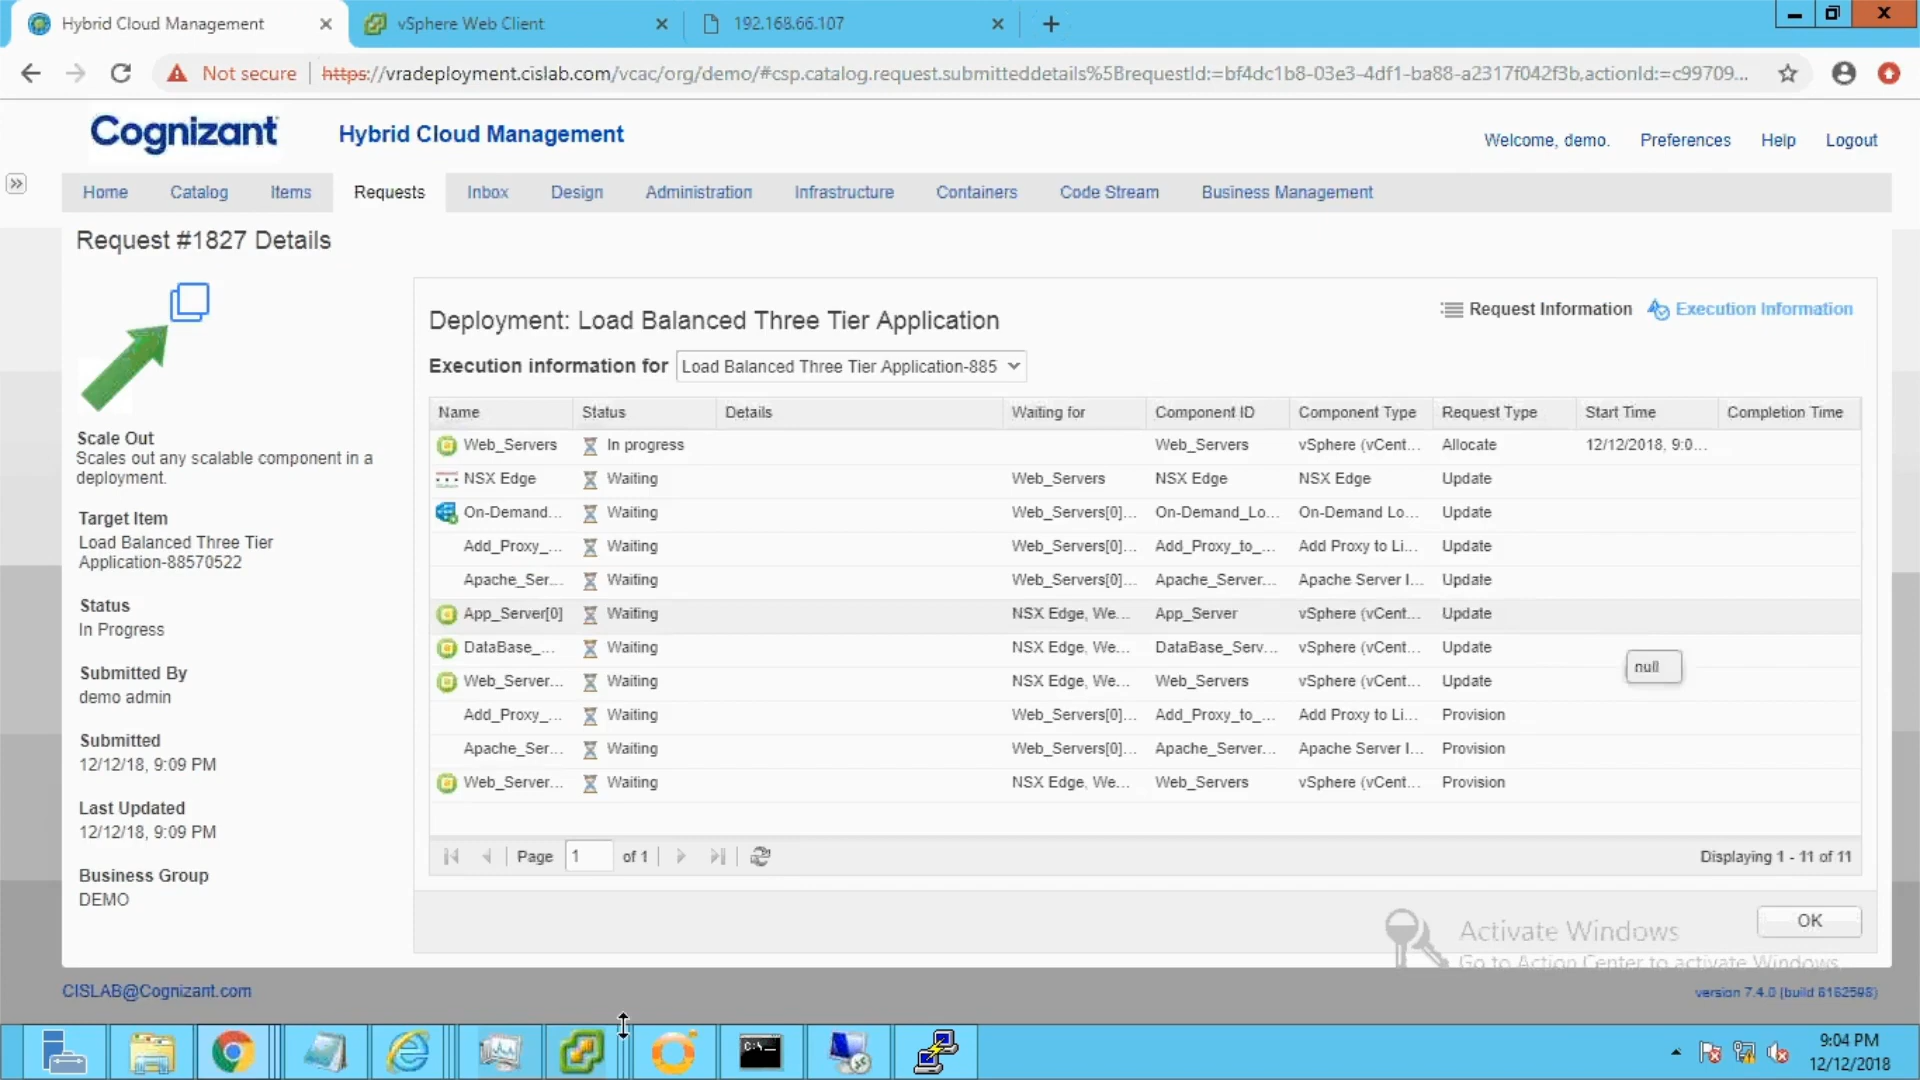 Hybrid Cloud Management
vSphere Web Client
192.168.66.107
Not secure
https://vradeployment.cislab.com/vcac/org/demo/#csp.catalog.request.submitteddetails%5BrequestId:=bf4dc1b8-03e3-4df1-ba88-a2317f042f3b,actionId:=c99709...
Cognizant
Hybrid Cloud Management
Welcome, demo. Preferences Help Logout
Home Catalog Items Requests Inbox Design Administration Infrastructure Containers Code Stream Business Management
Request #1827 Details
Scale Out
Scales out any scalable component in a
deployment.
Target Item
Load Balanced Three Tier
Application-88570522
Status
In Progress
Submitted By
demo admin
Submitted
12/12/18, 9:09 PM
Last Updated
12/12/18, 9:09 PM
Business Group
DEMO
Request Information Execution Information
Deployment: Load Balanced Three Tier Application
Execution information for Load Balanced Three Tier Application-885
Name Status Details Waiting for Component ID Component Type Request Type Start Time Completion Time
Web_Servers In progress Web_Servers vSphere (vCent... Allocate 12/12/2018, 9:0...
NSX Edge Waiting Web_Servers NSX Edge NSX Edge Update
On-Demand... Waiting Web_Servers[0]... On-Demand_Lo... On-Demand Lo... Update
Add_Proxy_... Waiting Web_Servers[0]... Add_Proxy_to_... Add Proxy to Li... Update
Apache_Ser... Waiting Web_Servers[0]... Apache_Server... Apache Server I... Update
App_Server[0] Waiting NSX Edge, We... App_Server vSphere (vCent... Update
DataBase_... Waiting NSX Edge, We... DataBase_Serv... vSphere (vCent... Update
null
Web_Server... Waiting NSX Edge, We... Web_Servers vSphere (vCent... Update
Add_Proxy_... Waiting Web_Servers[0]... Add_Proxy_to_... Add Proxy to Li... Provision
Apache_Ser... Waiting Web_Servers[0]... Apache_Server... Apache Server I... Provision
Web_Server... Waiting NSX Edge, We... Web_Servers vSphere (vCent... Provision
Page 1 of 1
Displaying 1 - 11 of 11
OK
Activate Windows
Go to Action Center to activate Windows.
CISLAB@Cognizant.com
version 7.4.0 (build 8182598)
C:\_
9:04 PM
12/12/2018